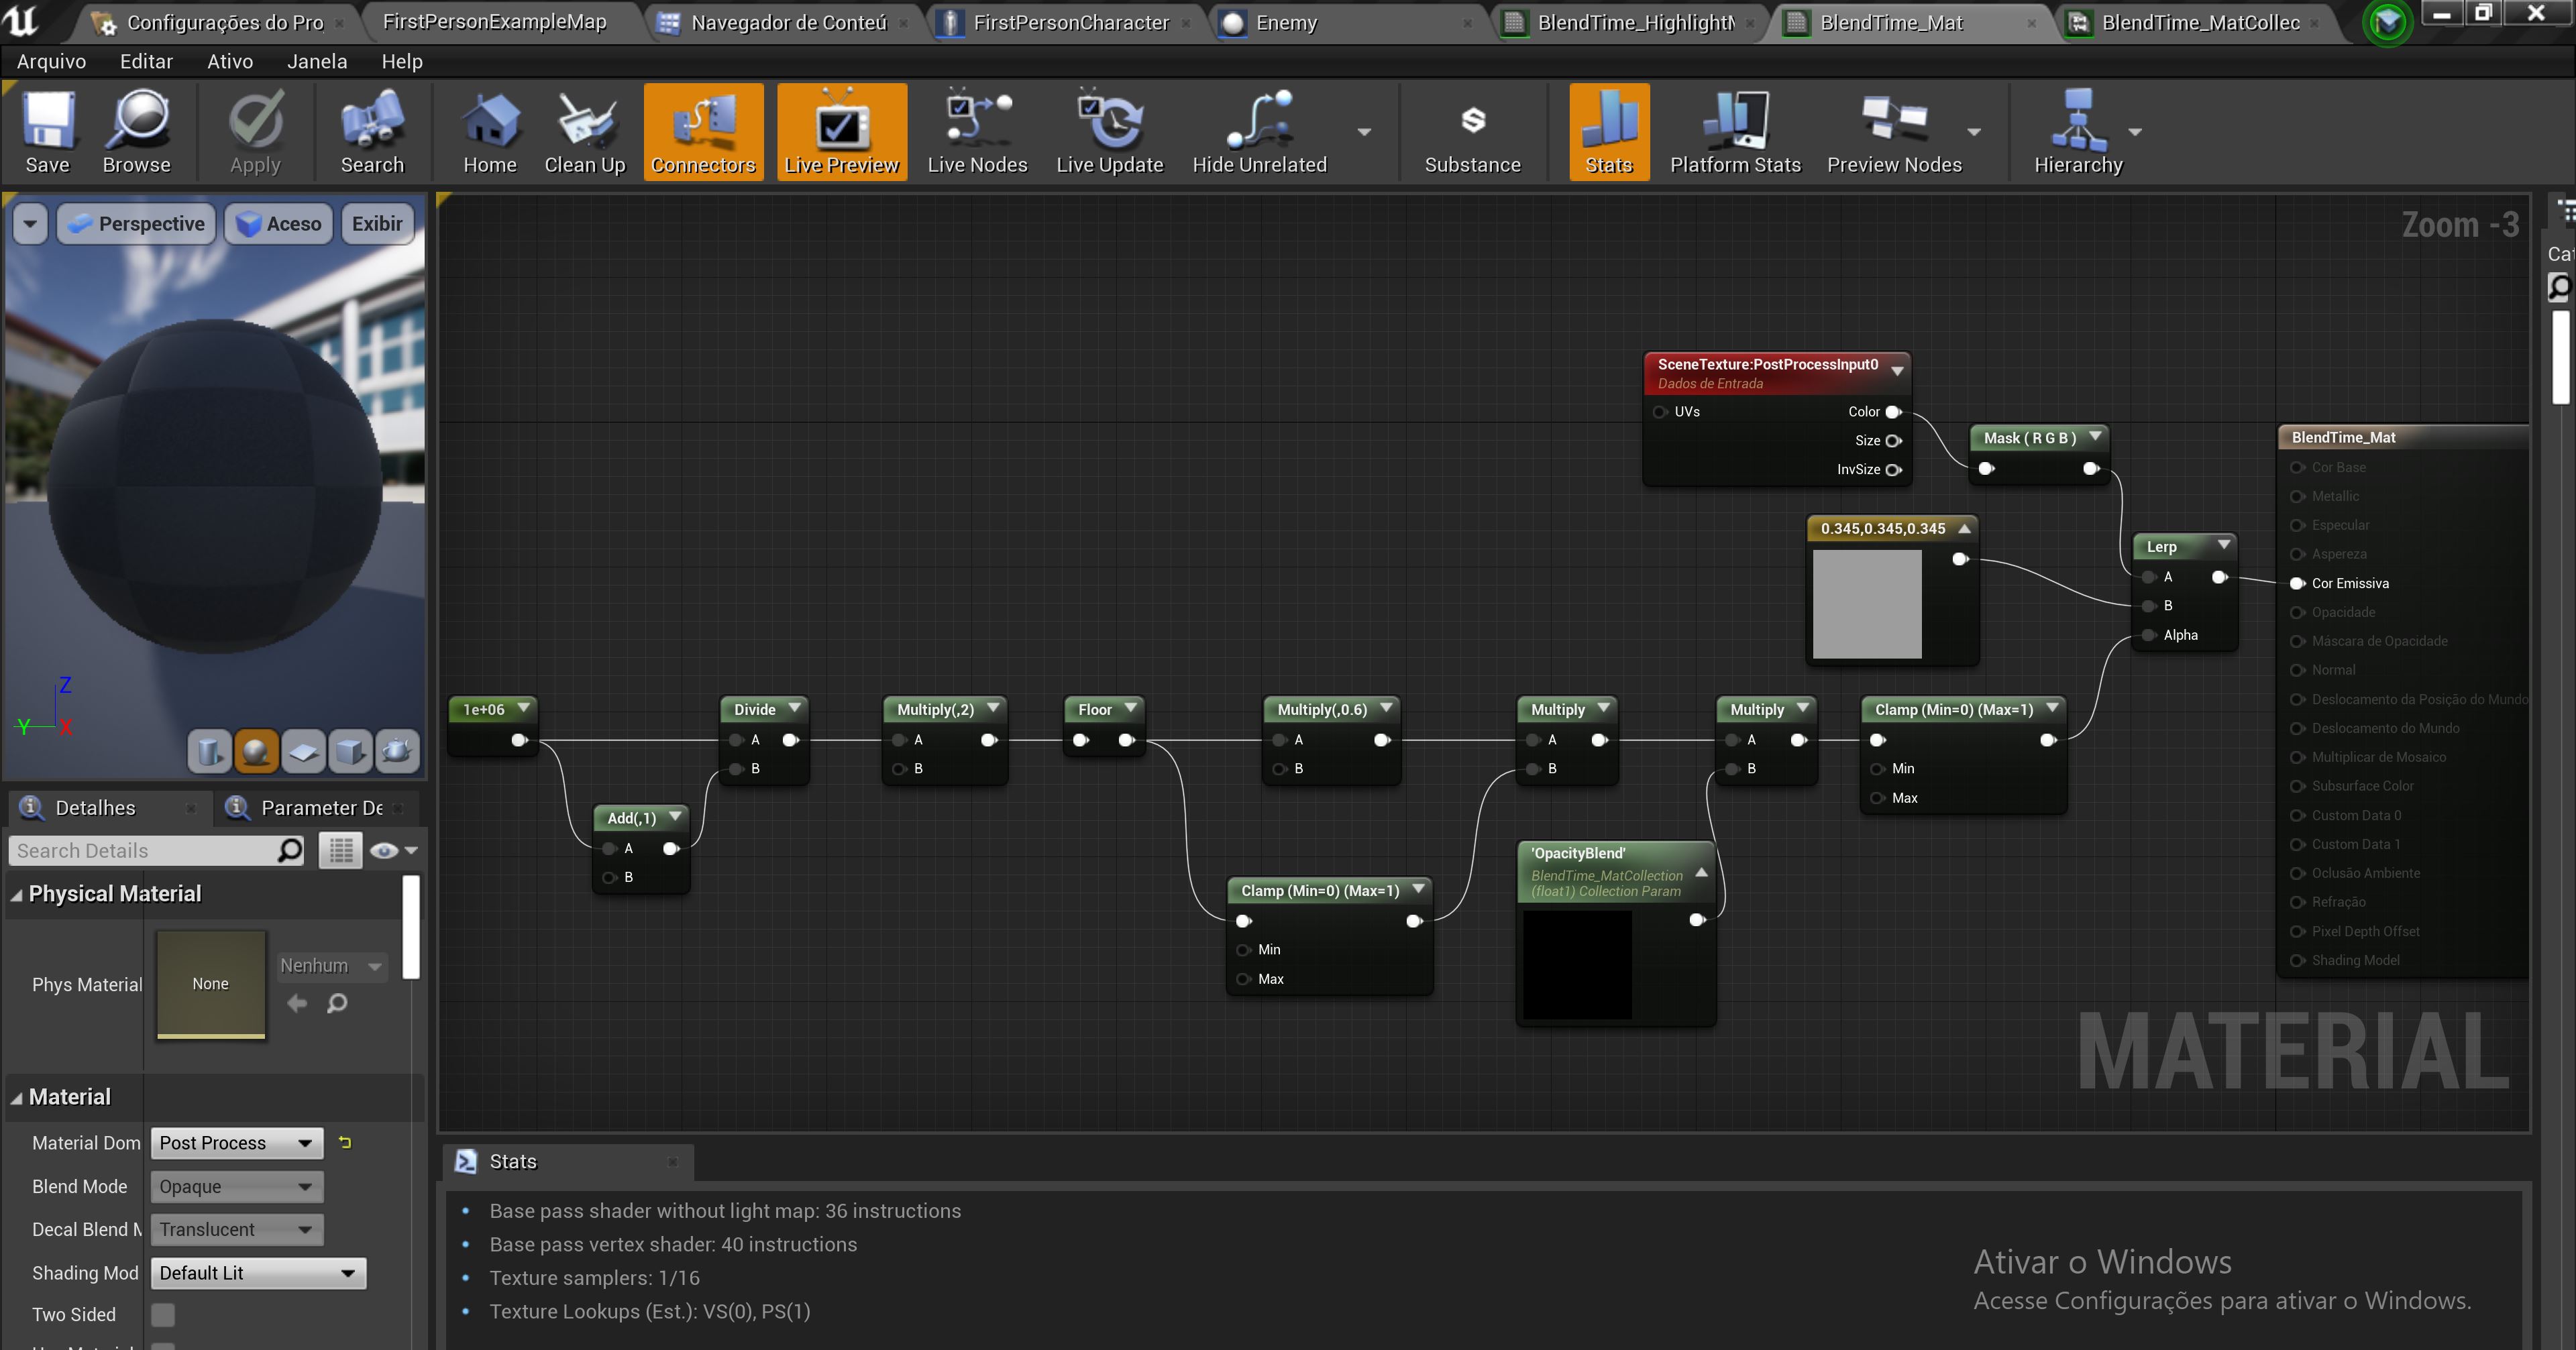 Configurações do Pro
FirstPersonExampleMap
Navegador de Conteú
FirstPersonCharacter
Enemy
BlendTime_Highlight
BlendTime_Mat
BlendTime_MatCollec
Arquivo
Editar
Ativo
Janela
Help
Save
Browse
Apply
Search
Home
Clean Up
Connectors
Live Preview
Live Nodes
Live Update
Hide Unrelated
Substance
Stats
Platform Stats
Preview Nodes
Hierarchy
Perspective
Aceso
Exibir
Z
Y
X
Zoom -3
Cat
SceneTexture:PostProcessInput0
Dados de Entrada
UVs
Color
Size
InvSize
Mask ( R G B )
0.345,0.345,0.345
Lerp
A
B
Alpha
BlendTime_Mat
Cor Base
Metallic
Especular
Aspereza
Cor Emissiva
Opacidade
Máscara de Opacidade
Normal
Deslocamento da Posição do Mundo
Deslocamento do Mundo
Multiplicar de Mosaico
Subsurface Color
Custom Data 0
Custom Data 1
Oclusão Ambiente
Refração
Pixel Depth Offset
Shading Model
1e+06
Add(,1)
A
B
Divide
A
B
Multiply(,2)
A
B
Floor
Multiply(,0.6)
A
B
Clamp (Min=0) (Max=1)
Min
Max
Multiply
A
B
'OpacityBlend'
BlendTime_MatCollection
(float1) Collection Param
Multiply
A
B
Clamp (Min=0) (Max=1)
Min
Max
MATERIAL
Detalhes
Parameter De
Search Details
Physical Material
Phys Material
None
Nenhum
Material
Material Dom
Post Process
Blend Mode
Opaque
Decal Blend M
Translucent
Shading Mod
Default Lit
Two Sided
Stats
Base pass shader without light map: 36 instructions
Base pass vertex shader: 40 instructions
Texture samplers: 1/16
Texture Lookups (Est.): VS(0), PS(1)
Ativar o Windows
Acesse Configurações para ativar o Windows.